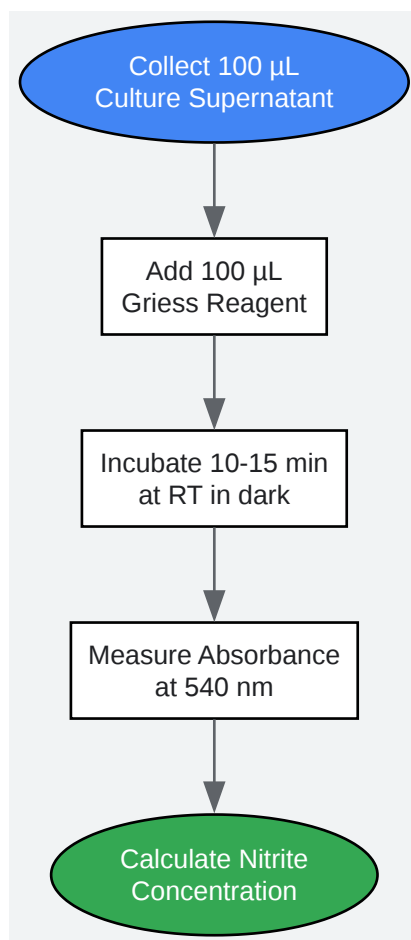 Collect 100 µL
Culture Supernatant
Add 100 µL
Griess Reagent
Incubate 10-15 min
at RT in dark
Measure Absorbance
at 540 nm
Calculate Nitrite
Concentration